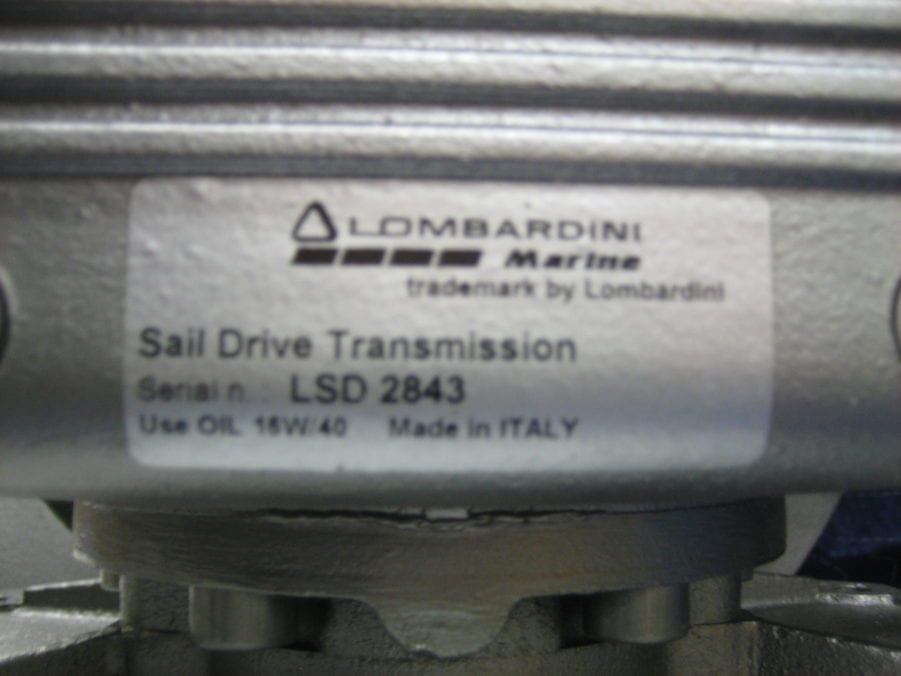 LOMBARDINI
Marine
trademark by Lombardini
Sail Drive Transmission
Serial n.: LSD 2843
Use OIL 15W/40 Made in ITALY